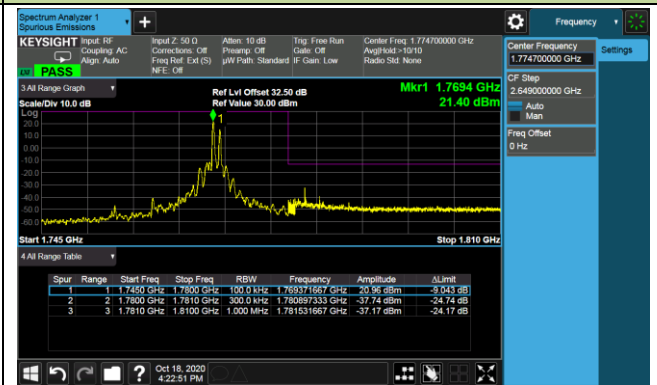 Spectrum Analyzer 1
Spurious Emissions
+
Frequency
KEYSIGHT
Input: RF
Coupling: AC
Align: Auto
Input Z: 50 Ω
Corrections: Off
Freq Ref: Ext (S)
NFE: Off
Atten: 10 dB
Preamp: Off
µW Path: Standard
Trig: Free Run
Gate: Off
IF Gain: Low
Center Freq: 1.774700000 GHz
Avg|Hold:>10/10
Radio Std: None
PASS
Center Frequency
1.774700000 GHz
Settings
CF Step
2.649000000 GHz
Auto
Man
Freq Offset
0 Hz
3 All Range Graph
Scale/Div 10.0 dB
Ref Lvl Offset 32.50 dB
Ref Value 30.00 dBm
Mkr1 1.7694 GHz
21.40 dBm
Log
20.0
10.0
0.00
-10.0
-20.0
-30.0
-40.0
-50.0
-60.0
1
Start 1.745 GHz
Stop 1.810 GHz
4 All Range Table
Spur Range Start Freq Stop Freq RBW Frequency Amplitude ΔLimit
1 1 1.7450 GHz 1.7800 GHz 100.0 kHz 1.769371667 GHz 20.96 dBm -9.043 dB
2 2 1.7800 GHz 1.7810 GHz 300.0 kHz 1.780897333 GHz -37.74 dBm -24.74 dB
3 3 1.7810 GHz 1.8100 GHz 1.000 MHz 1.781531667 GHz -37.17 dBm -24.17 dB
?
Oct 18, 2020
4:22:51 PM